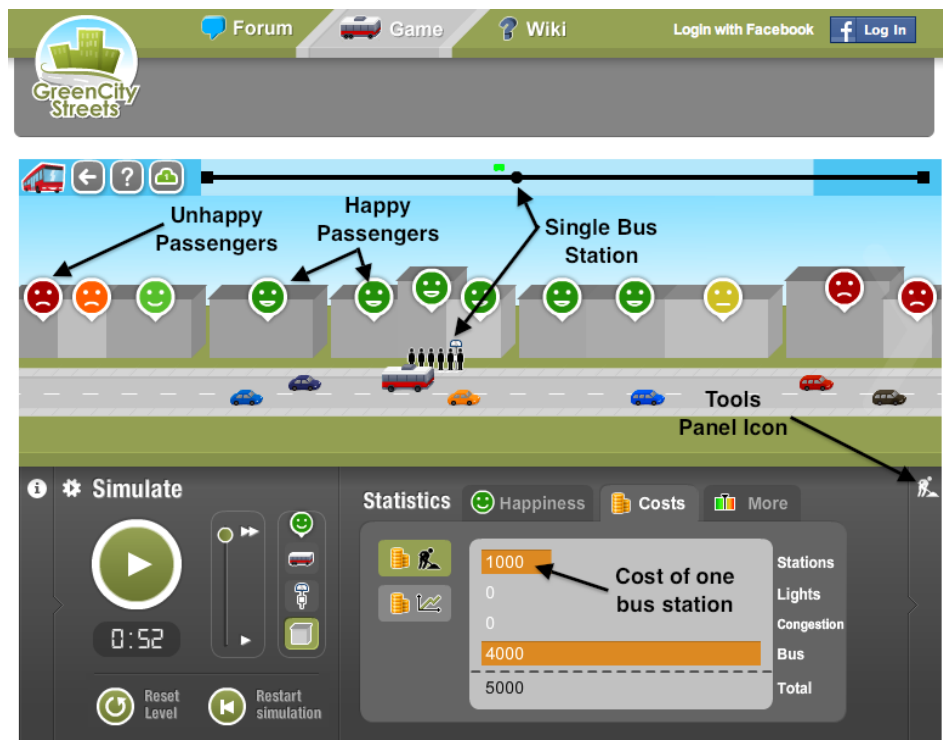 Forum
Game
Wiki
Login with Facebook
f Log In
GreenCity
Streets
Unhappy
Passengers
Happy
Passengers
Single Bus
Station
Tools
Panel Icon
Simulate
0:52
Reset
Level
Restart
simulation
Statistics
Happiness
Costs
More
1000 Stations
0 Lights
0 Congestion
4000 Bus
5000 Total
Cost of one
bus station